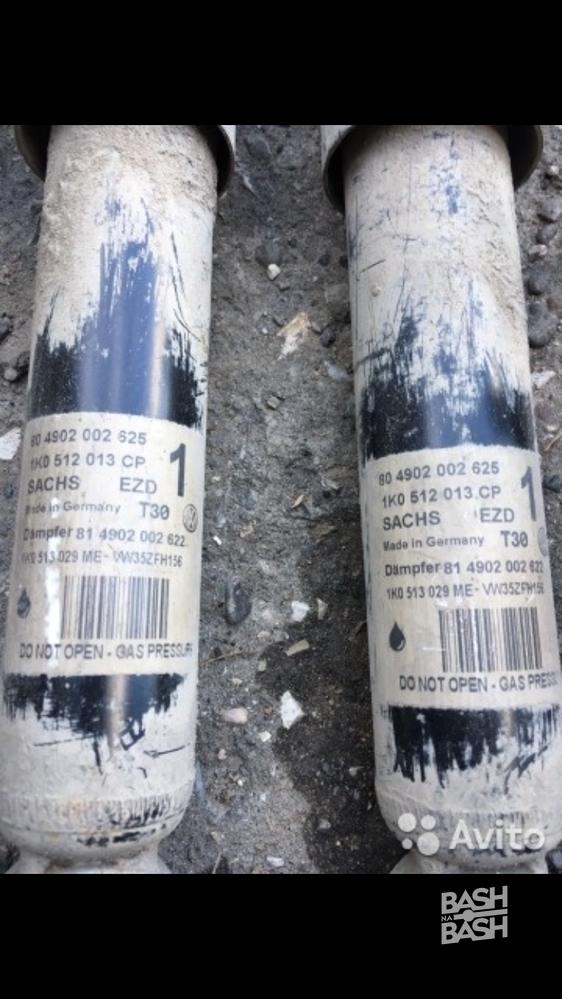 80 4902 002 625
1K0 512 013 CP
1
SACHS EZD
Made in Germany T30
Dämpfer 81 4902 002 622
1K0 513 029 ME - VW35ZFH156
DO NOT OPEN - GAS PRESSURE
80 4902 002 625
1K0 512 013 CP
1
SACHS EZD
Made in Germany T30
Dämpfer 81 4902 002 622
1K0 513 029 ME - VW35ZFH156
DO NOT OPEN - GAS PRESSU
Avito
BASH
NA
BASH